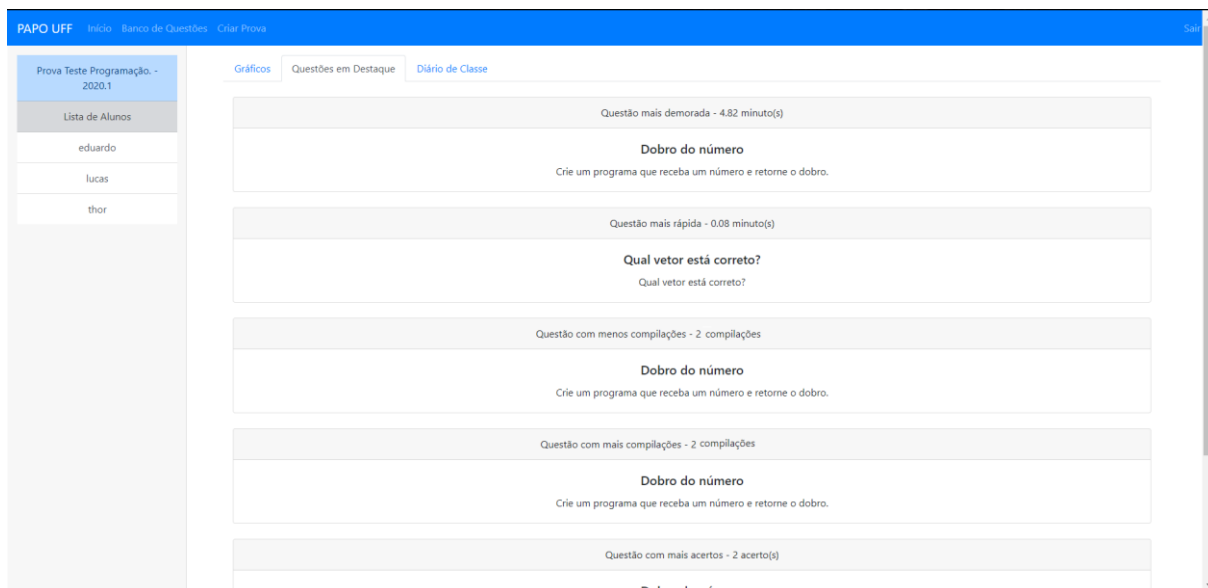 PAPO UFF Início Banco de Questões Criar Prova Sair
Prova Teste Programação. -
2020.1
Lista de Alunos
eduardo
lucas
thor
Gráficos Questões em Destaque Diário de Classe
Questão mais demorada - 4.82 minuto(s)
Dobro do número
Crie um programa que receba um número e retorne o dobro.
Questão mais rápida - 0.08 minuto(s)
Qual vetor está correto?
Qual vetor está correto?
Questão com menos compilações - 2 compilações
Dobro do número
Crie um programa que receba um número e retorne o dobro.
Questão com mais compilações - 2 compilações
Dobro do número
Crie um programa que receba um número e retorne o dobro.
Questão com mais acertos - 2 acerto(s)